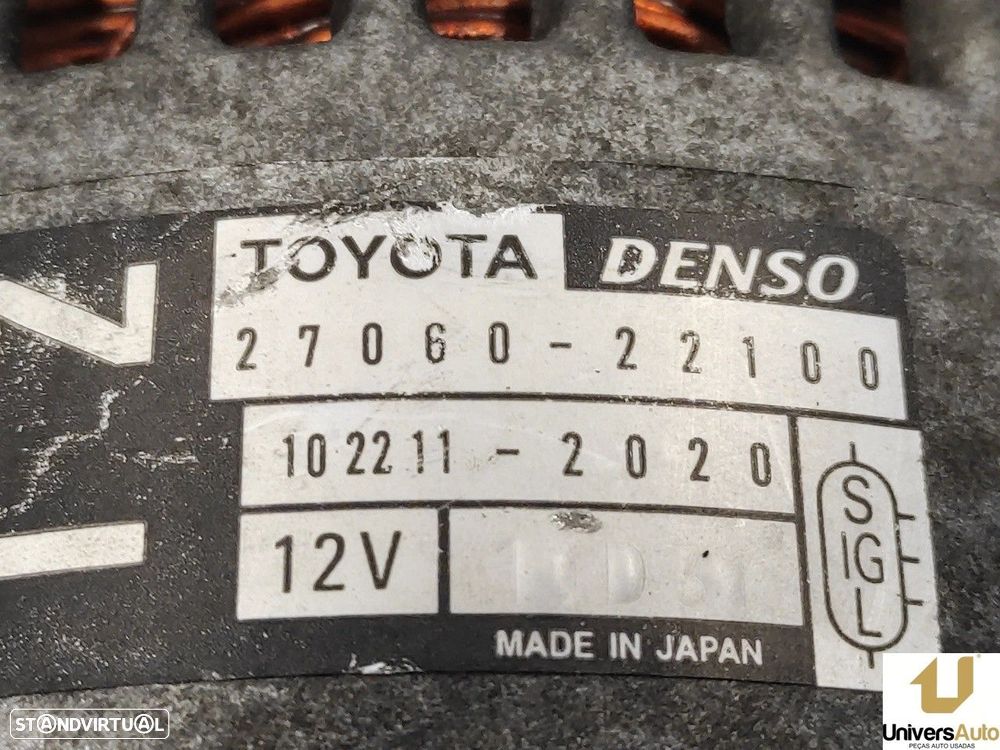 TOYOTA DENSO
27060-22100
102211-2020
12V
S
IG
L
MADE IN JAPAN
STANDVIRTUAL
UniversAuto
PEÇAS AUTO USADAS